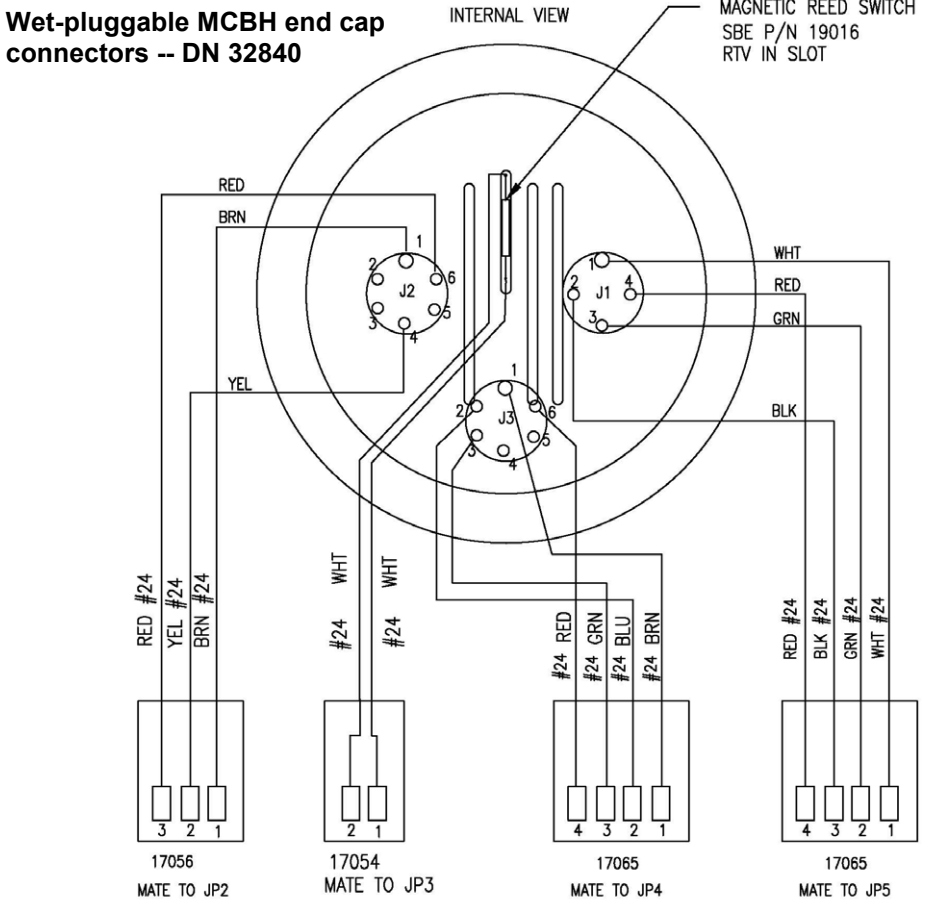 Wet-pluggable MCBH end cap
connectors -- DN 32840
INTERNAL VIEW
MAGNETIC REED SWITCH
SBE P/N 19016
RTV IN SLOT
RED
BRN
YEL
1
2
6
J2
3
5
4
WHT
RED
GRN
BLK
1
2
4
J1
3
1
2
6
J3
3
5
4
RED #24
YEL #24
BRN #24
#24 WHT
#24 WHT
#24 RED
#24 GRN
#24 BLU
#24 BRN
RED #24
BLK #24
GRN #24
WHT #24
3 2 1
2 1
4 3 2 1
4 3 2 1
17056
MATE TO JP2
17054
MATE TO JP3
17065
MATE TO JP4
17065
MATE TO JP5